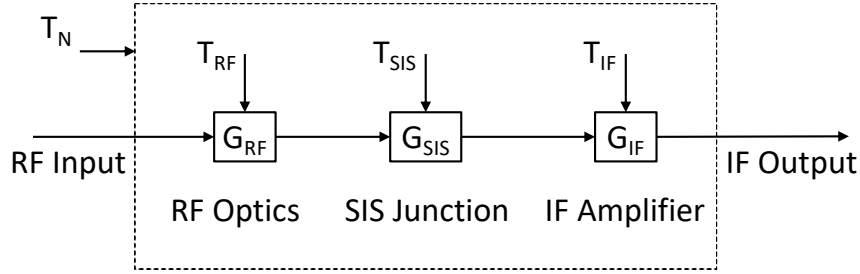 T_N
T_RF
T_SIS
T_IF
G_RF
G_SIS
G_IF
RF Input
IF Output
RF Optics
SIS Junction
IF Amplifier